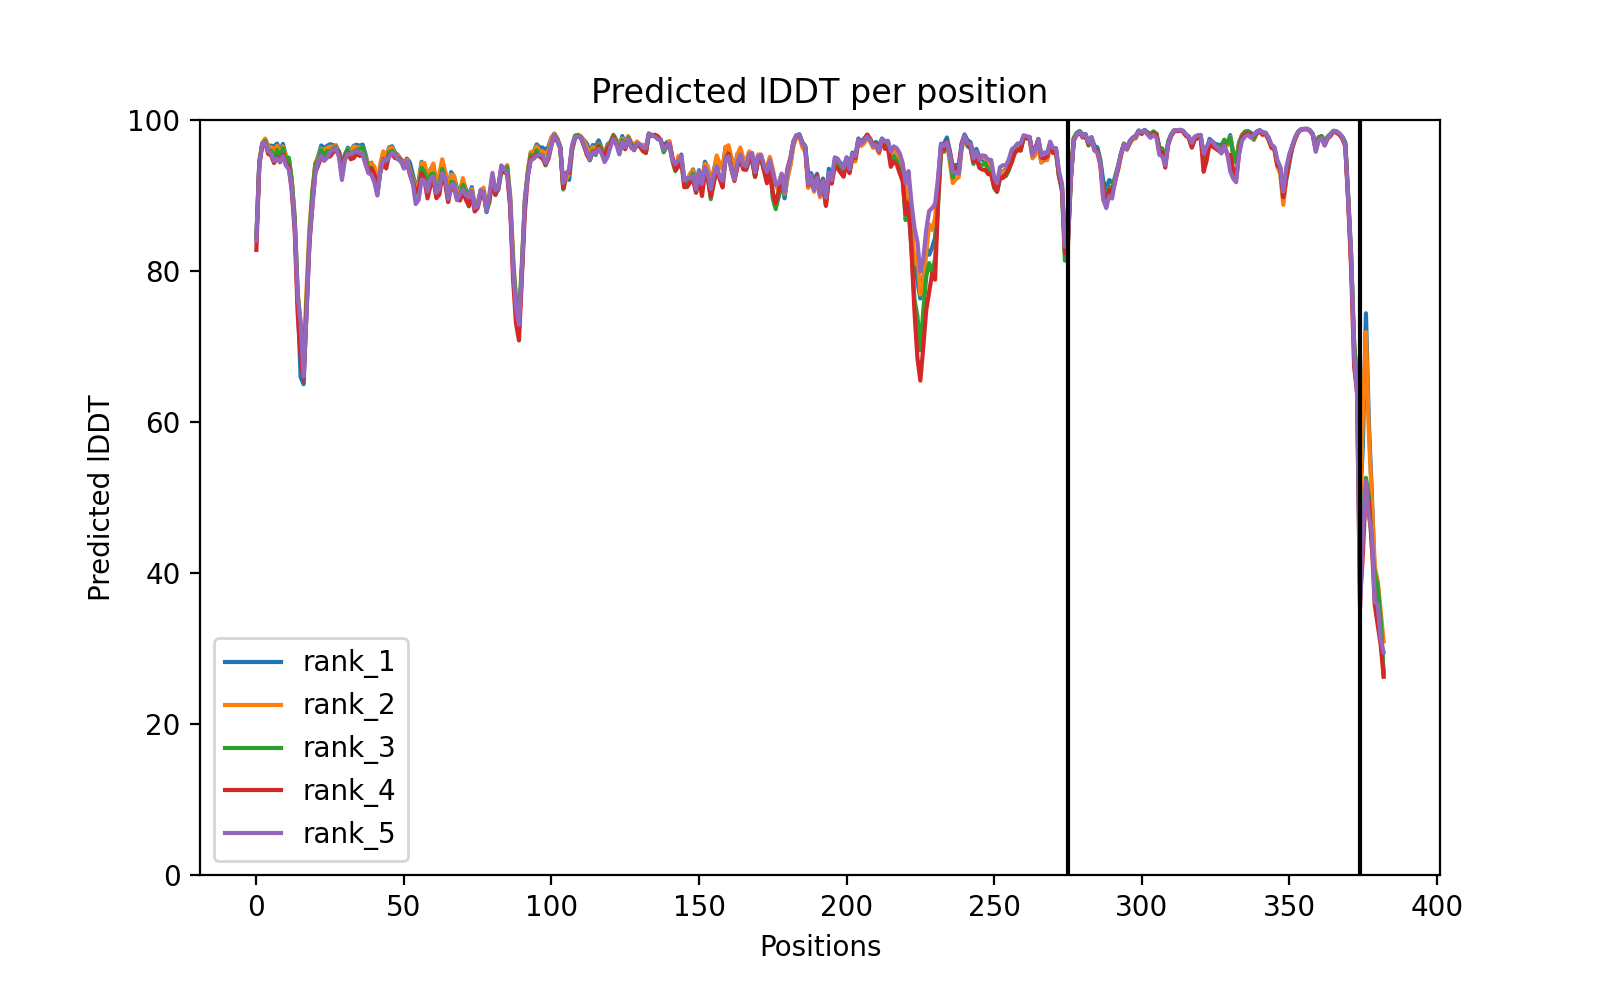 Predicted lDDT per position
100
80
60
40
20
0
Predicted lDDT
rank_1
rank_2
rank_3
rank_4
rank_5
0 50 100 150 200 250 300 350 400
Positions